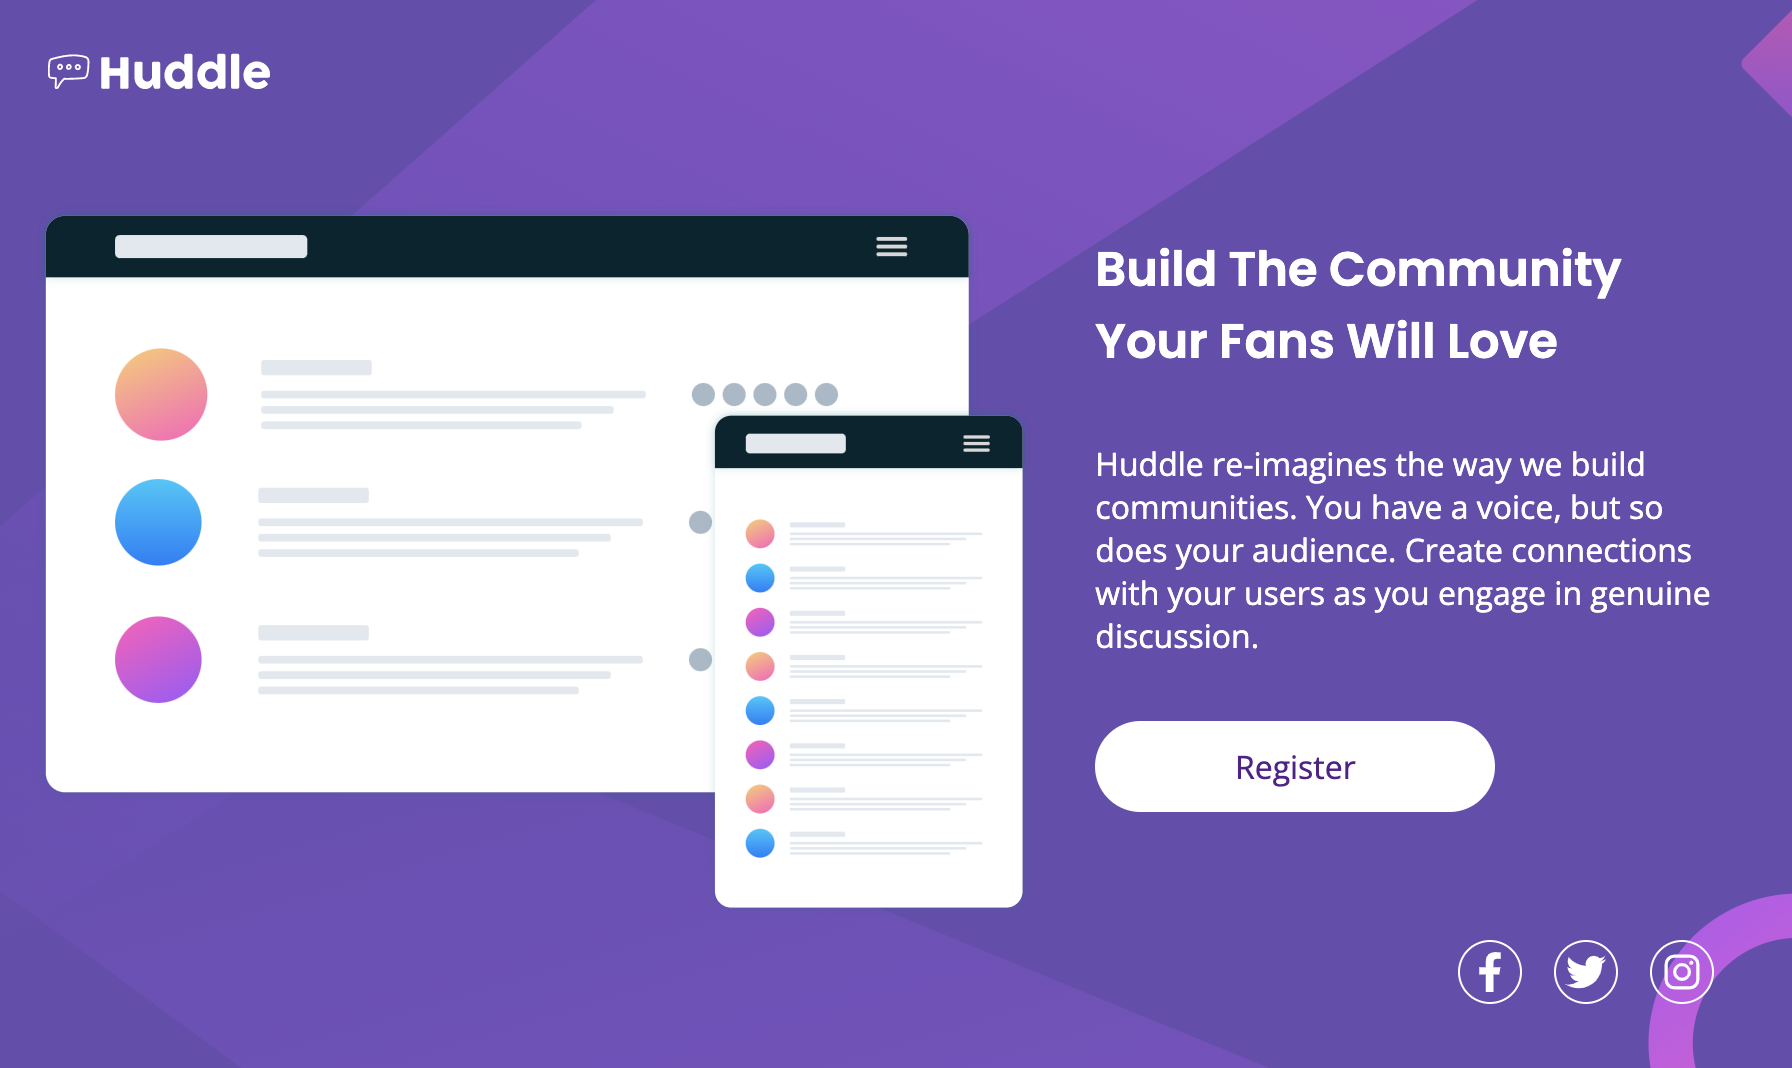 Huddle
Build The Community
Your Fans Will Love
Huddle re-imagines the way we build
communities. You have a voice, but so
does your audience. Create connections
with your users as you engage in genuine
discussion.
Register